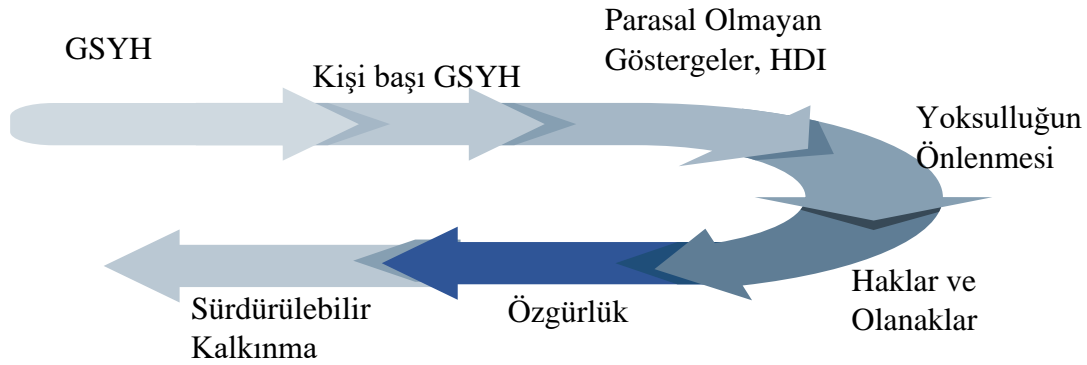 GSYH
Kişi başı GSYH
Parasal Olmayan
Göstergeler, HDI
Yoksulluğun
Önlenmesi
Haklar ve
Olanaklar
Özgürlük
Sürdürülebilir
Kalkınma